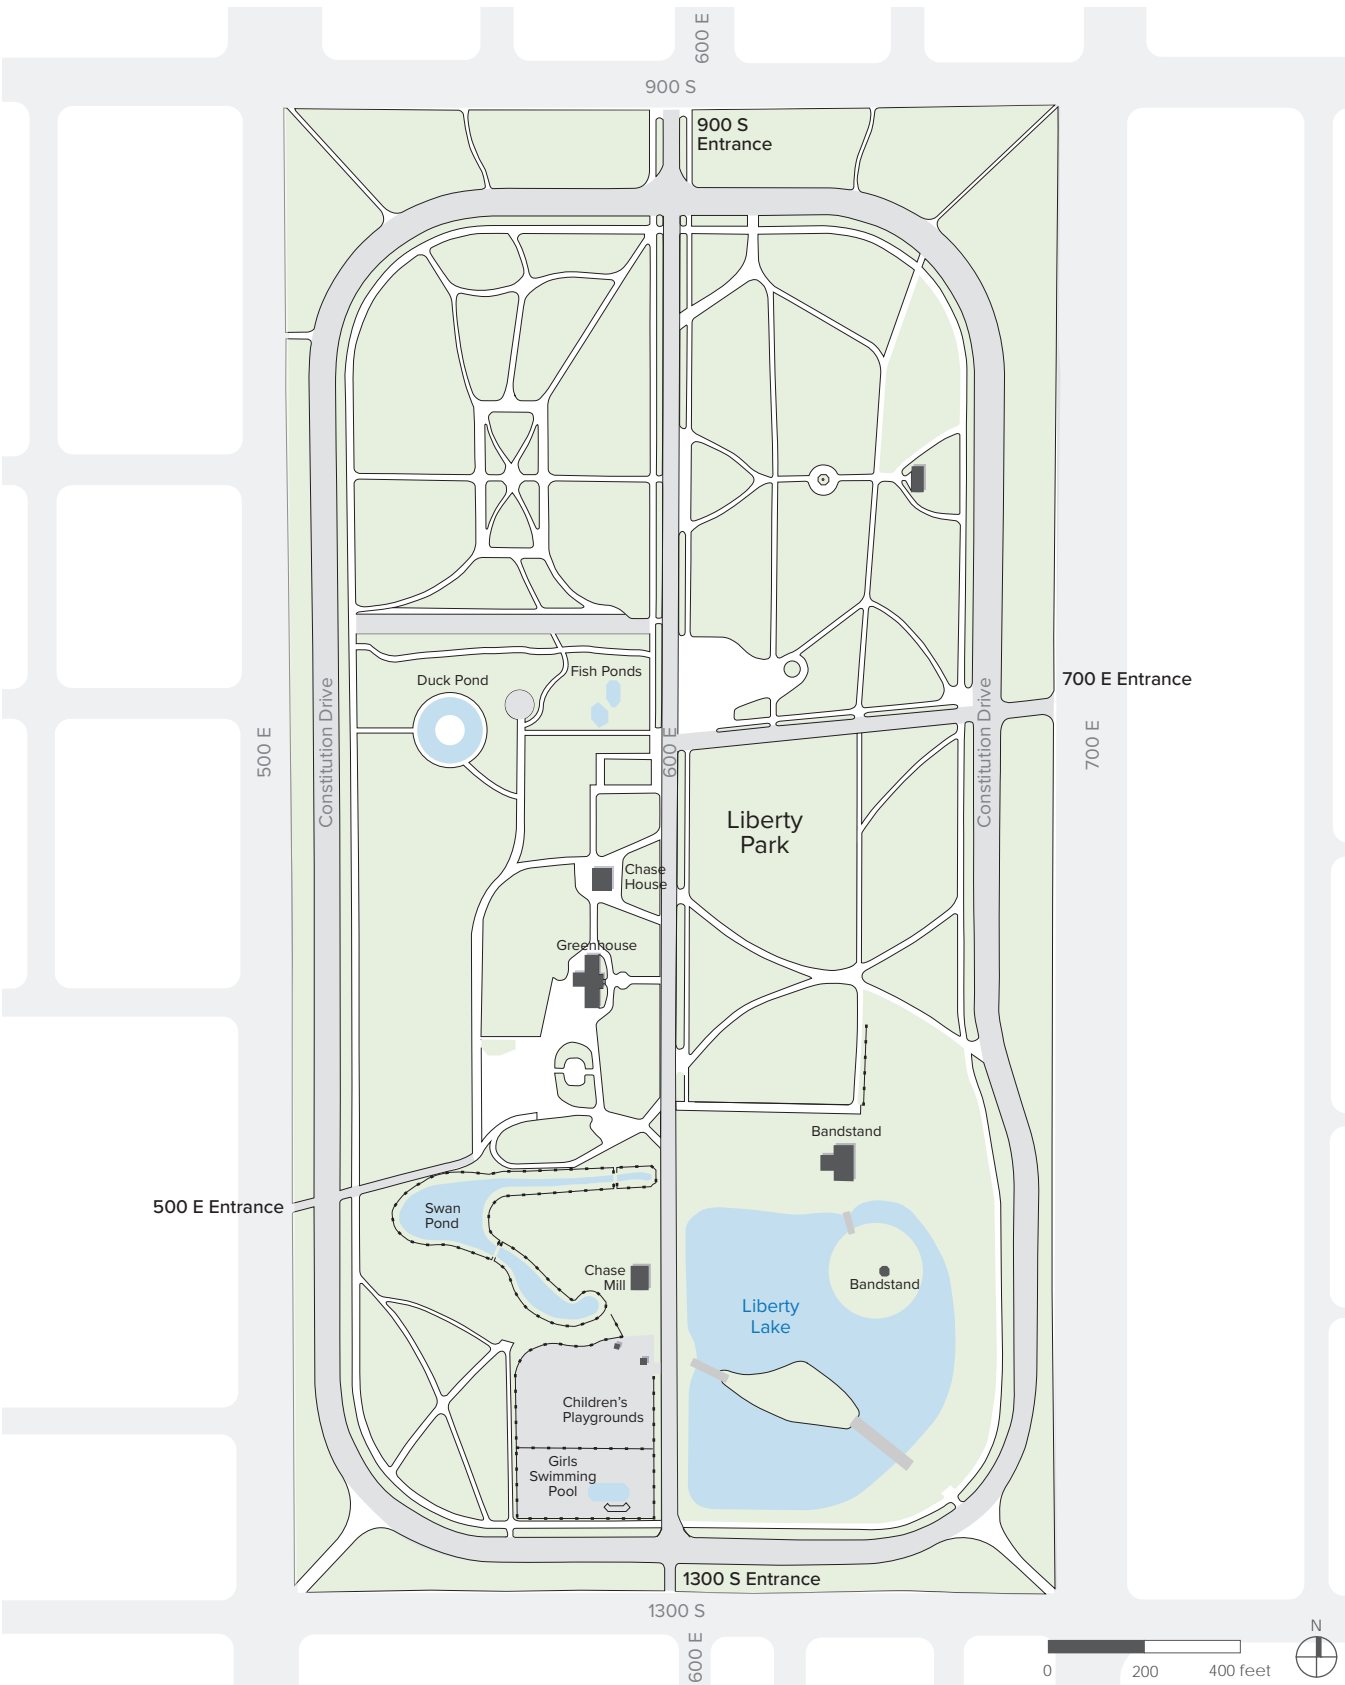 600 E
900 S
900 S
Entrance
Fish Ponds
Duck Pond
700 E Entrance
Constitution Drive
Constitution Drive
500 E
600 E
700 E
Liberty
Park
Chase
House
Greenhouse
Bandstand
500 E Entrance
Swan
Pond
Chase
Mill
Bandstand
Liberty
Lake
Children's
Playgrounds
Girls
Swimming
Pool
1300 S Entrance
1300 S
600 E
N
0 200 400 feet